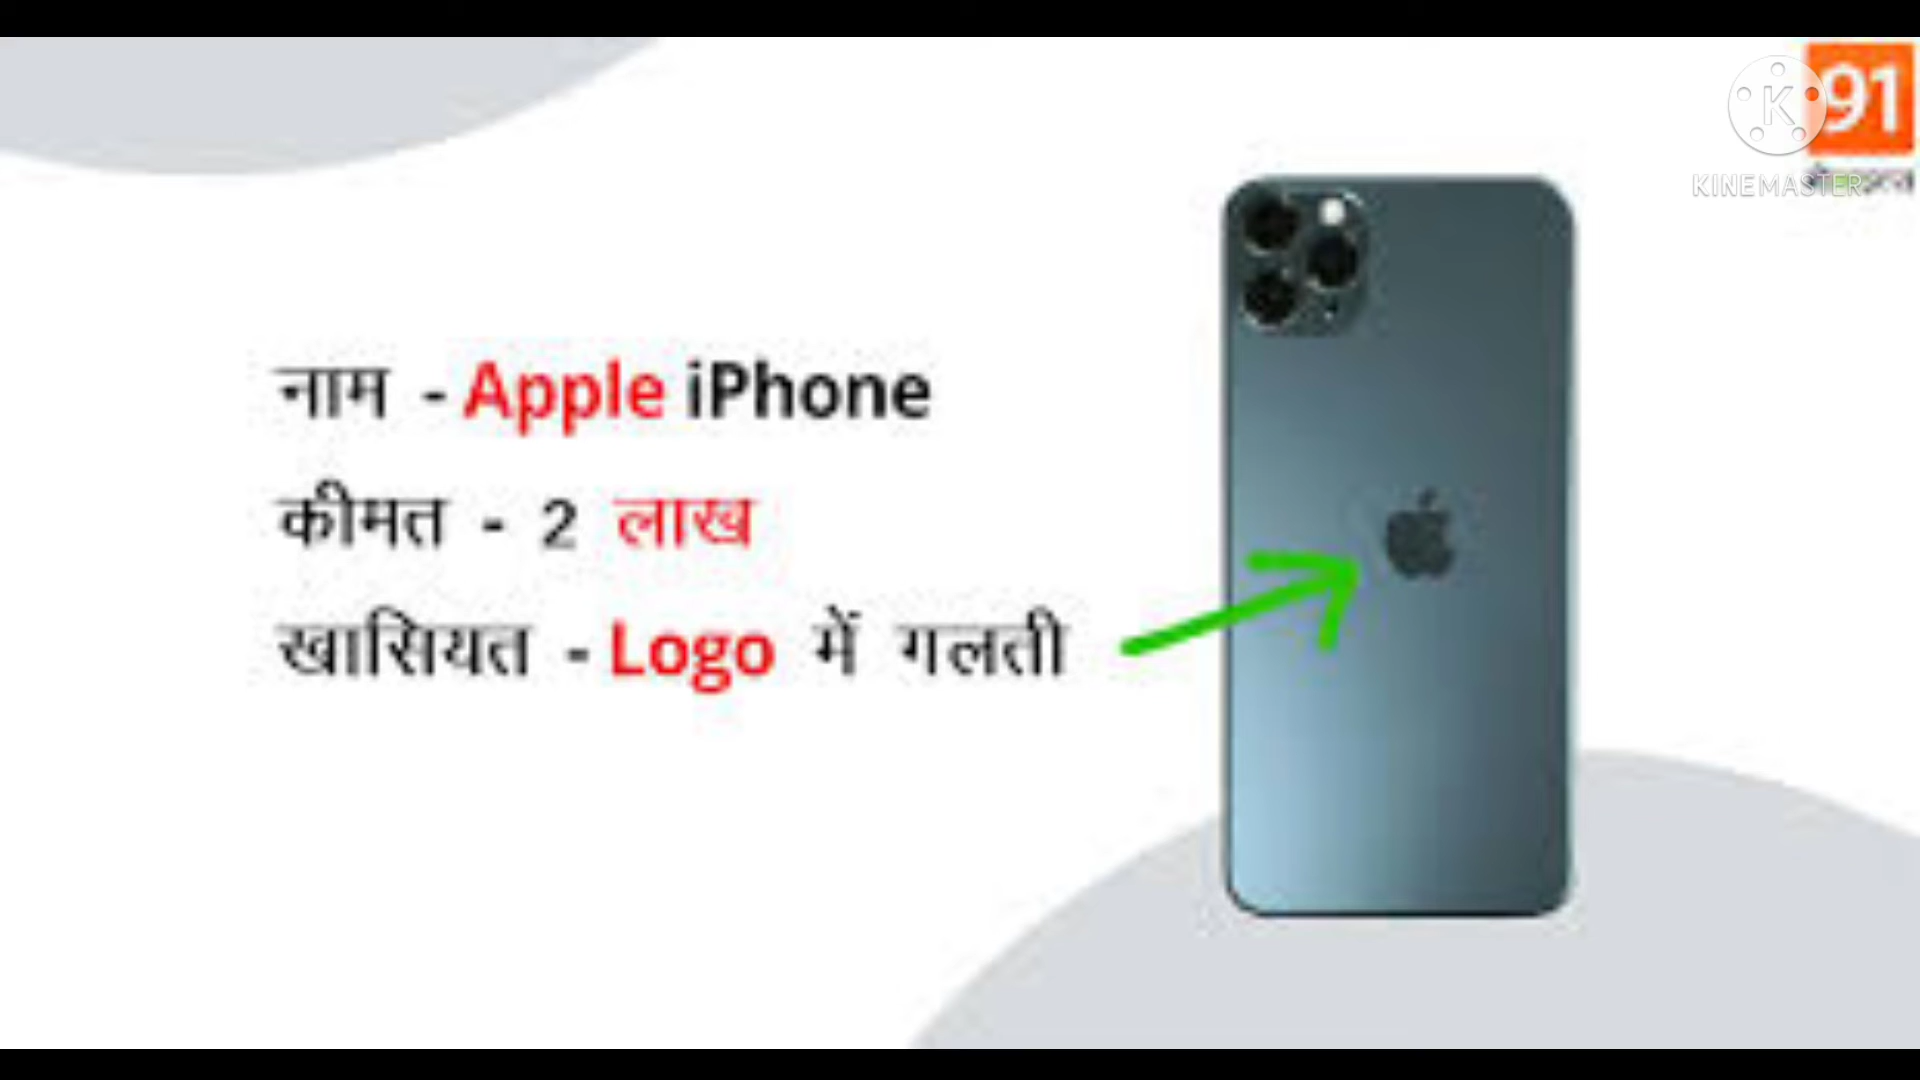 91
KINEMASTER
नाम - Apple iPhone
कीमत - 2 लाख
खासियत - Logo में गलती